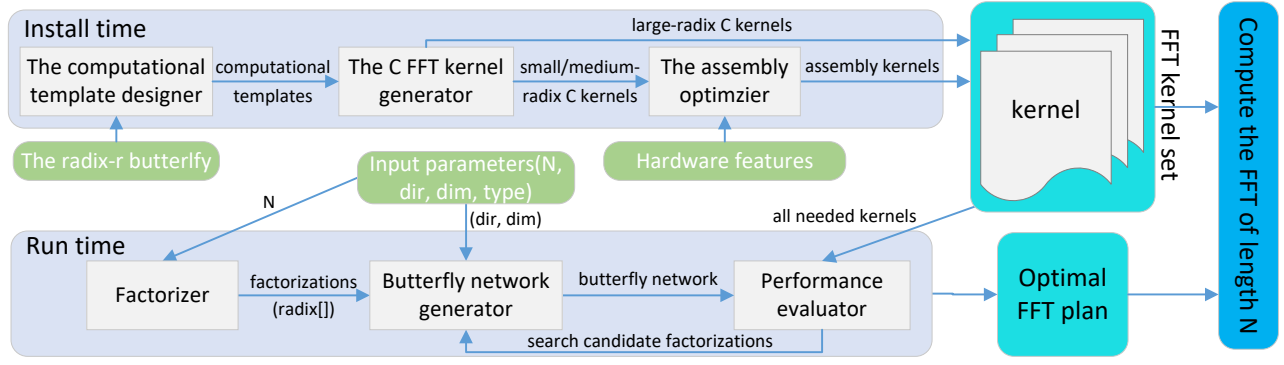 Install time
large-radix C kernels
The computational
template designer
computational
templates
The C FFT kernel
generator
small/medium-
radix C kernels
The assembly
optimzier
assembly kernels
kernel
FFT kernel set
Compute the FFT of length N
The radix-r butterlfy
Input parameters(N,
dir, dim, type)
Hardware features
N
(dir, dim)
all needed kernels
Run time
Factorizer
factorizations
(radix[])
Butterfly network
generator
butterfly network
Performance
evaluator
search candidate factorizations
Optimal
FFT plan